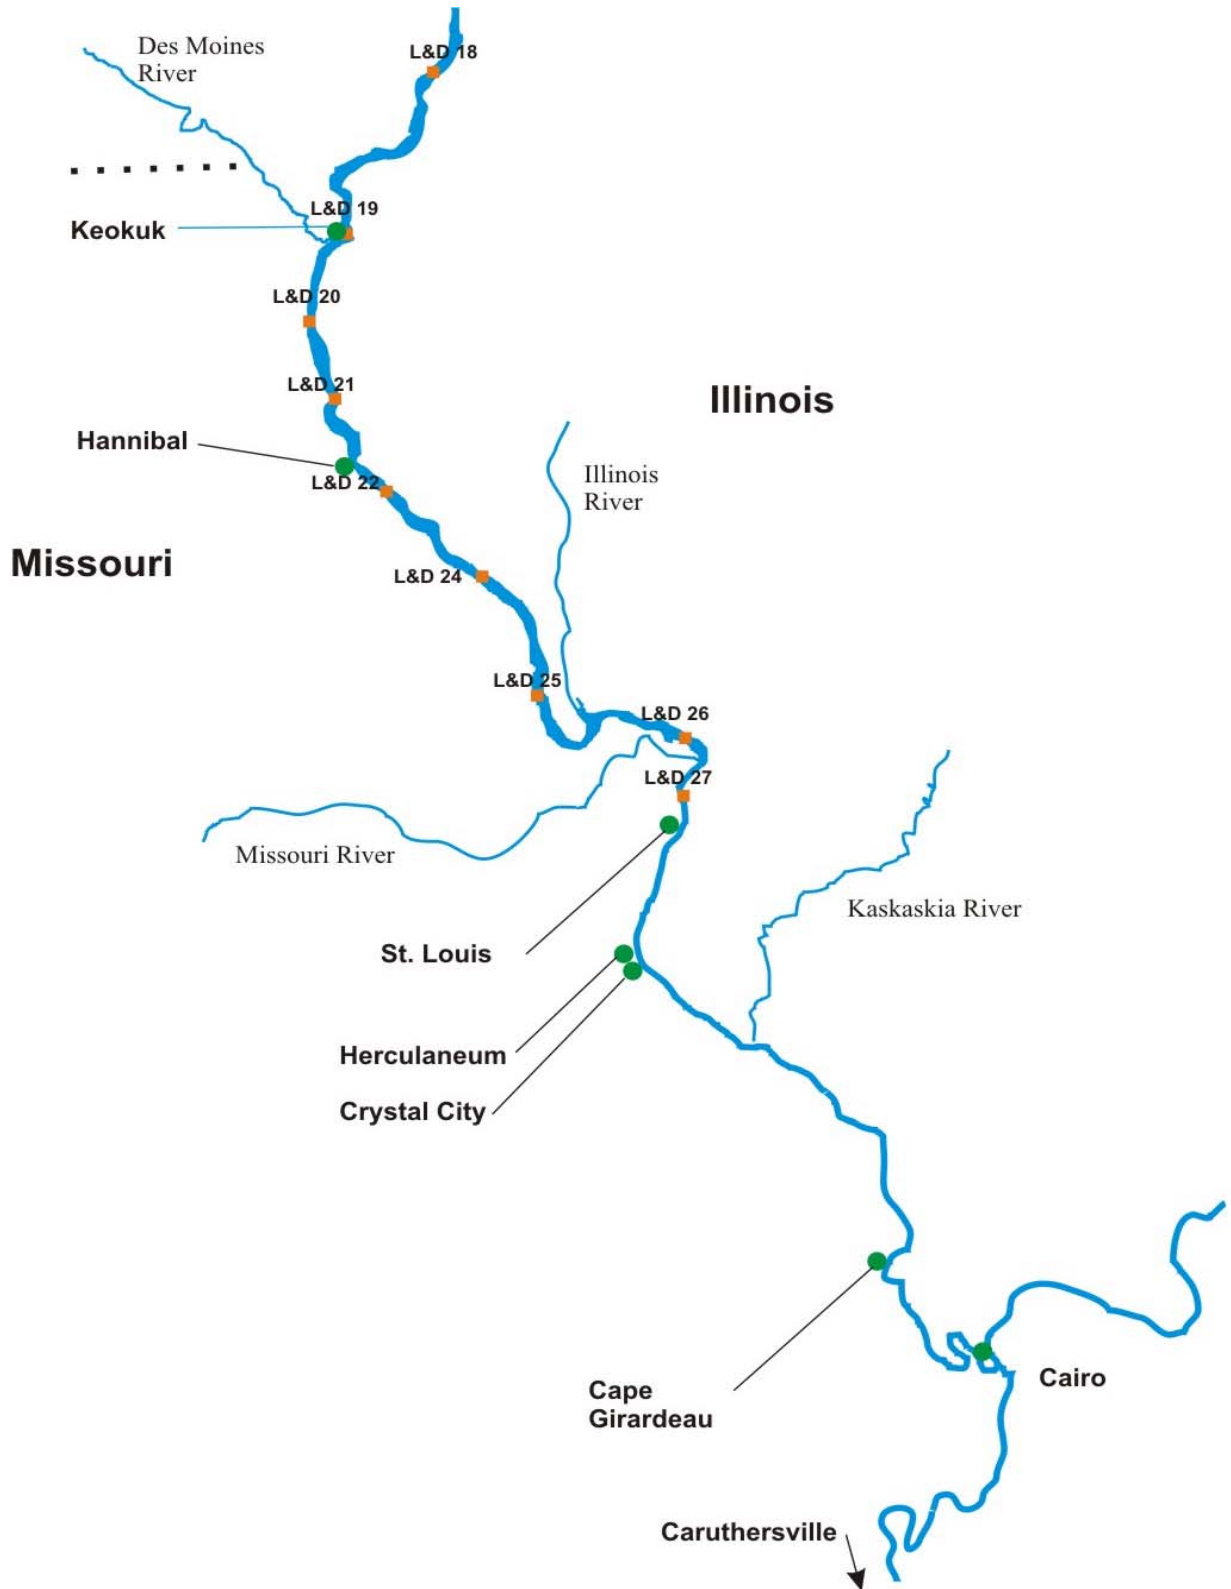 Des Moines
River
L&D 18
L&D 19
Keokuk
L&D 20
L&D 21
Illinois
Hannibal
Illinois
River
L&D 22
Missouri
L&D 24
L&D 25
L&D 26
L&D 27
Missouri River
Kaskaskia River
St. Louis
Herculaneum
Crystal City
Cairo
Cape
Girardeau
Caruthersville